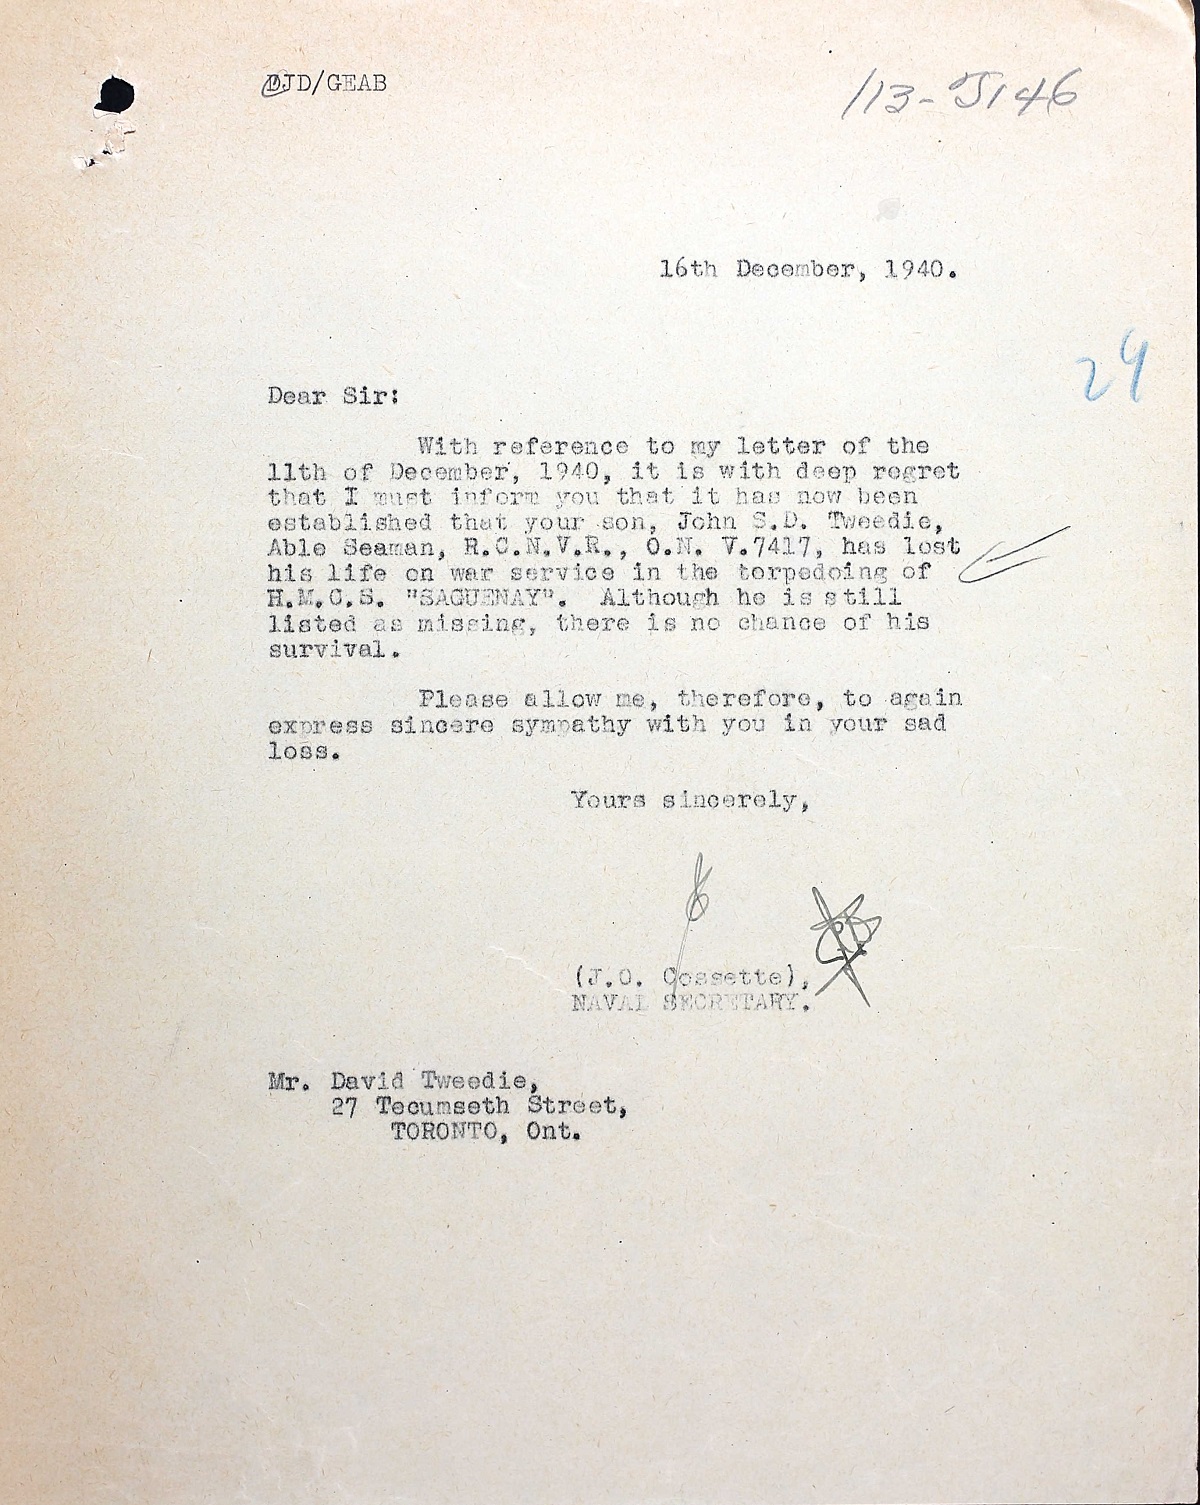 DJD/GEAB
113-J146
16th December, 1940.
24
Dear Sir:
With reference to my letter of the
11th of December, 1940, it is with deep regret
that I must inform you that it has now been
established that your son, John S.D. Tweedie,
Able Seaman, R.C.N.V.R., O.N. V.7417, has lost
his life on war service in the torpedoing of
H.M.C.S. "SAGUENAY". Although he is still
listed as missing, there is no chance of his
survival.
Please allow me, therefore, to again
express sincere sympathy with you in your sad
loss.
Yours sincerely,
(J.O. Cossette),
NAVAL SECRETARY.
Mr. David Tweedie,
27 Tecumseth Street,
TORONTO, Ont.